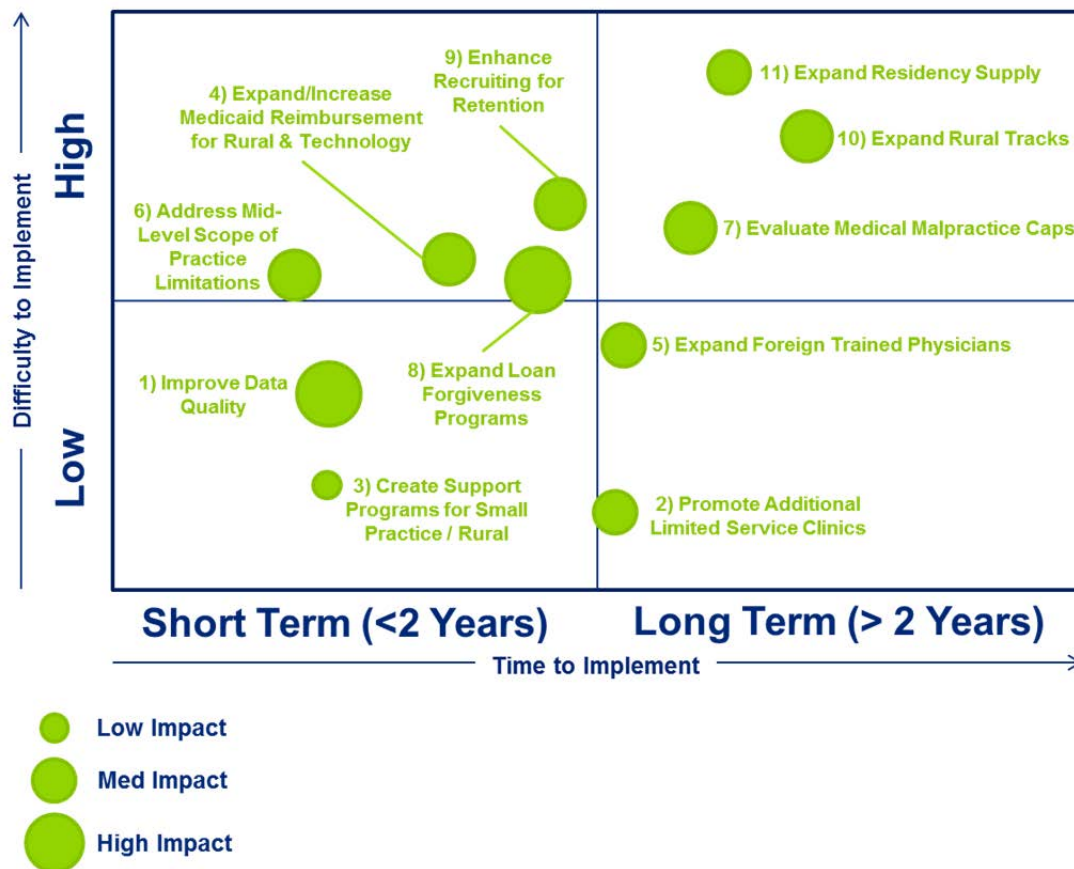 9) Enhance
Recruiting for
Retention
11) Expand Residency Supply
4) Expand/Increase
Medicaid Reimbursement
for Rural & Technology
10) Expand Rural Tracks
6) Address Mid-
Level Scope of
Practice
Limitations
7) Evaluate Medical Malpractice Caps
High
Difficulty to Implement
Low
5) Expand Foreign Trained Physicians
8) Expand Loan
Forgiveness
Programs
1) Improve Data
Quality
3) Create Support
Programs for Small
Practice / Rural
2) Promote Additional
Limited Service Clinics
Short Term (<2 Years)
Long Term (> 2 Years)
Time to Implement
Low Impact
Med Impact
High Impact